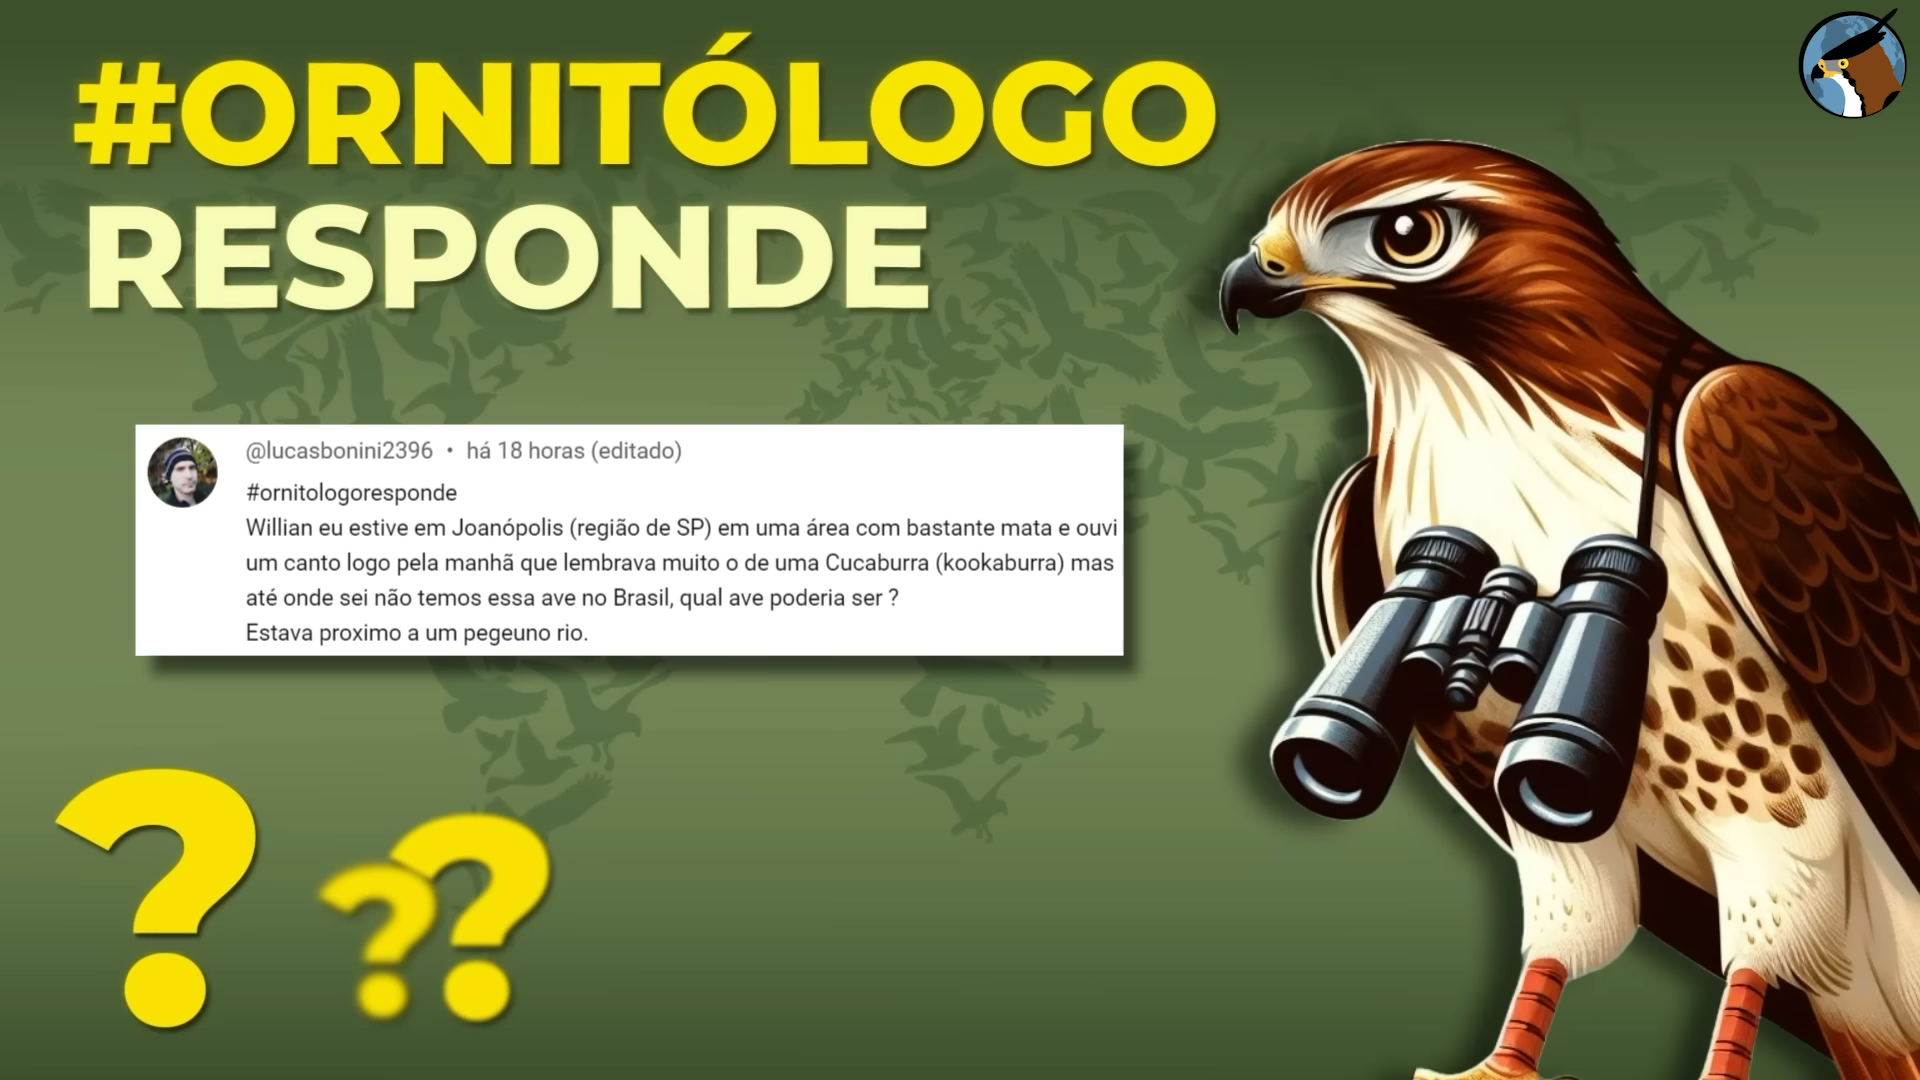 #ORNITÓLOGO
RESPONDE
@lucasbonini2396 • há 18 horas (editado)
#ornitologoresponde
Willian eu estive em Joanópolis (região de SP) em uma área com bastante mata e ouvi
um canto logo pela manhã que lembrava muito o de uma Cucaburra (kookaburra) mas
até onde sei não temos essa ave no Brasil, qual ave poderia ser ?
Estava proximo a um pegeuno rio.
? ? ?